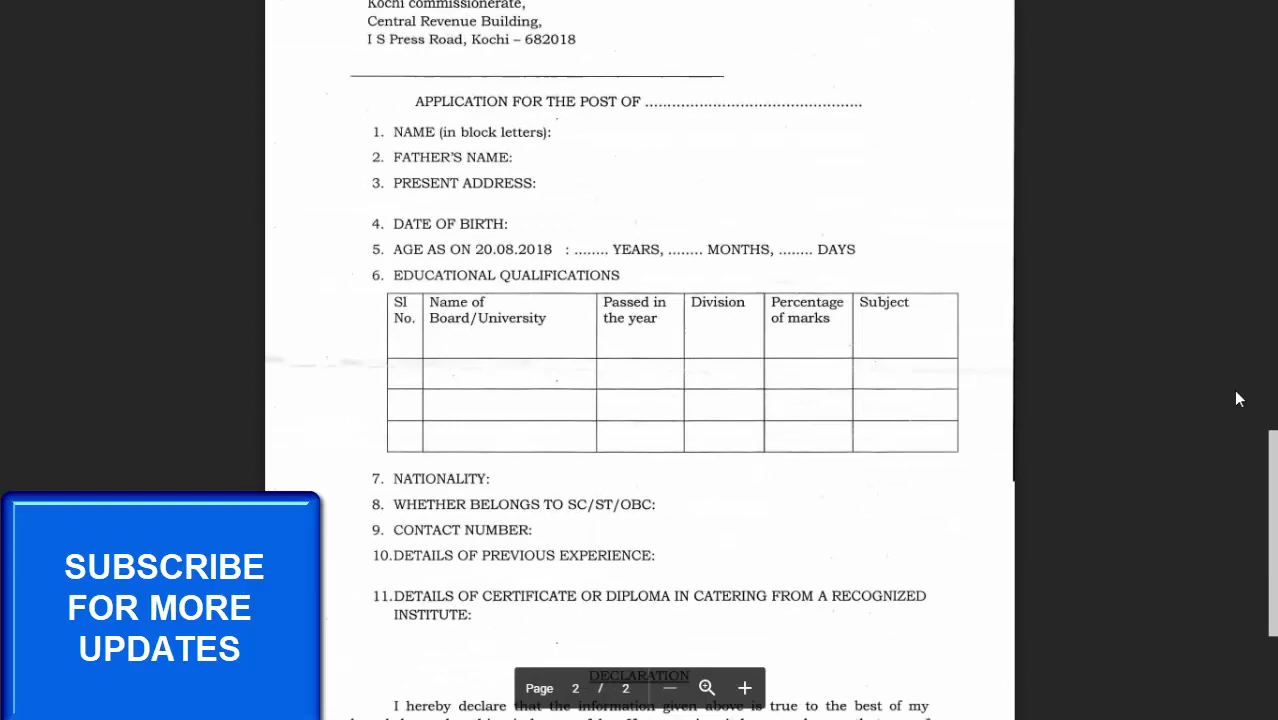 Kochi commissionerate,
Central Revenue Building,
I S Press Road, Kochi – 682018
APPLICATION FOR THE POST OF ................................................
1. NAME (in block letters):
2. FATHER'S NAME:
3. PRESENT ADDRESS:
4. DATE OF BIRTH:
5. AGE AS ON 20.08.2018 : ........ YEARS, ........ MONTHS, ........ DAYS
6. EDUCATIONAL QUALIFICATIONS
Sl No. Name of Board/University Passed in the year Division Percentage of marks Subject
7. NATIONALITY:
8. WHETHER BELONGS TO SC/ST/OBC:
9. CONTACT NUMBER:
10.DETAILS OF PREVIOUS EXPERIENCE:
11.DETAILS OF CERTIFICATE OR DIPLOMA IN CATERING FROM A RECOGNIZED
INSTITUTE:
DECLARATION
I hereby declare that the information given above is true to the best of my
SUBSCRIBE
FOR MORE
UPDATES
Page 2 / 2